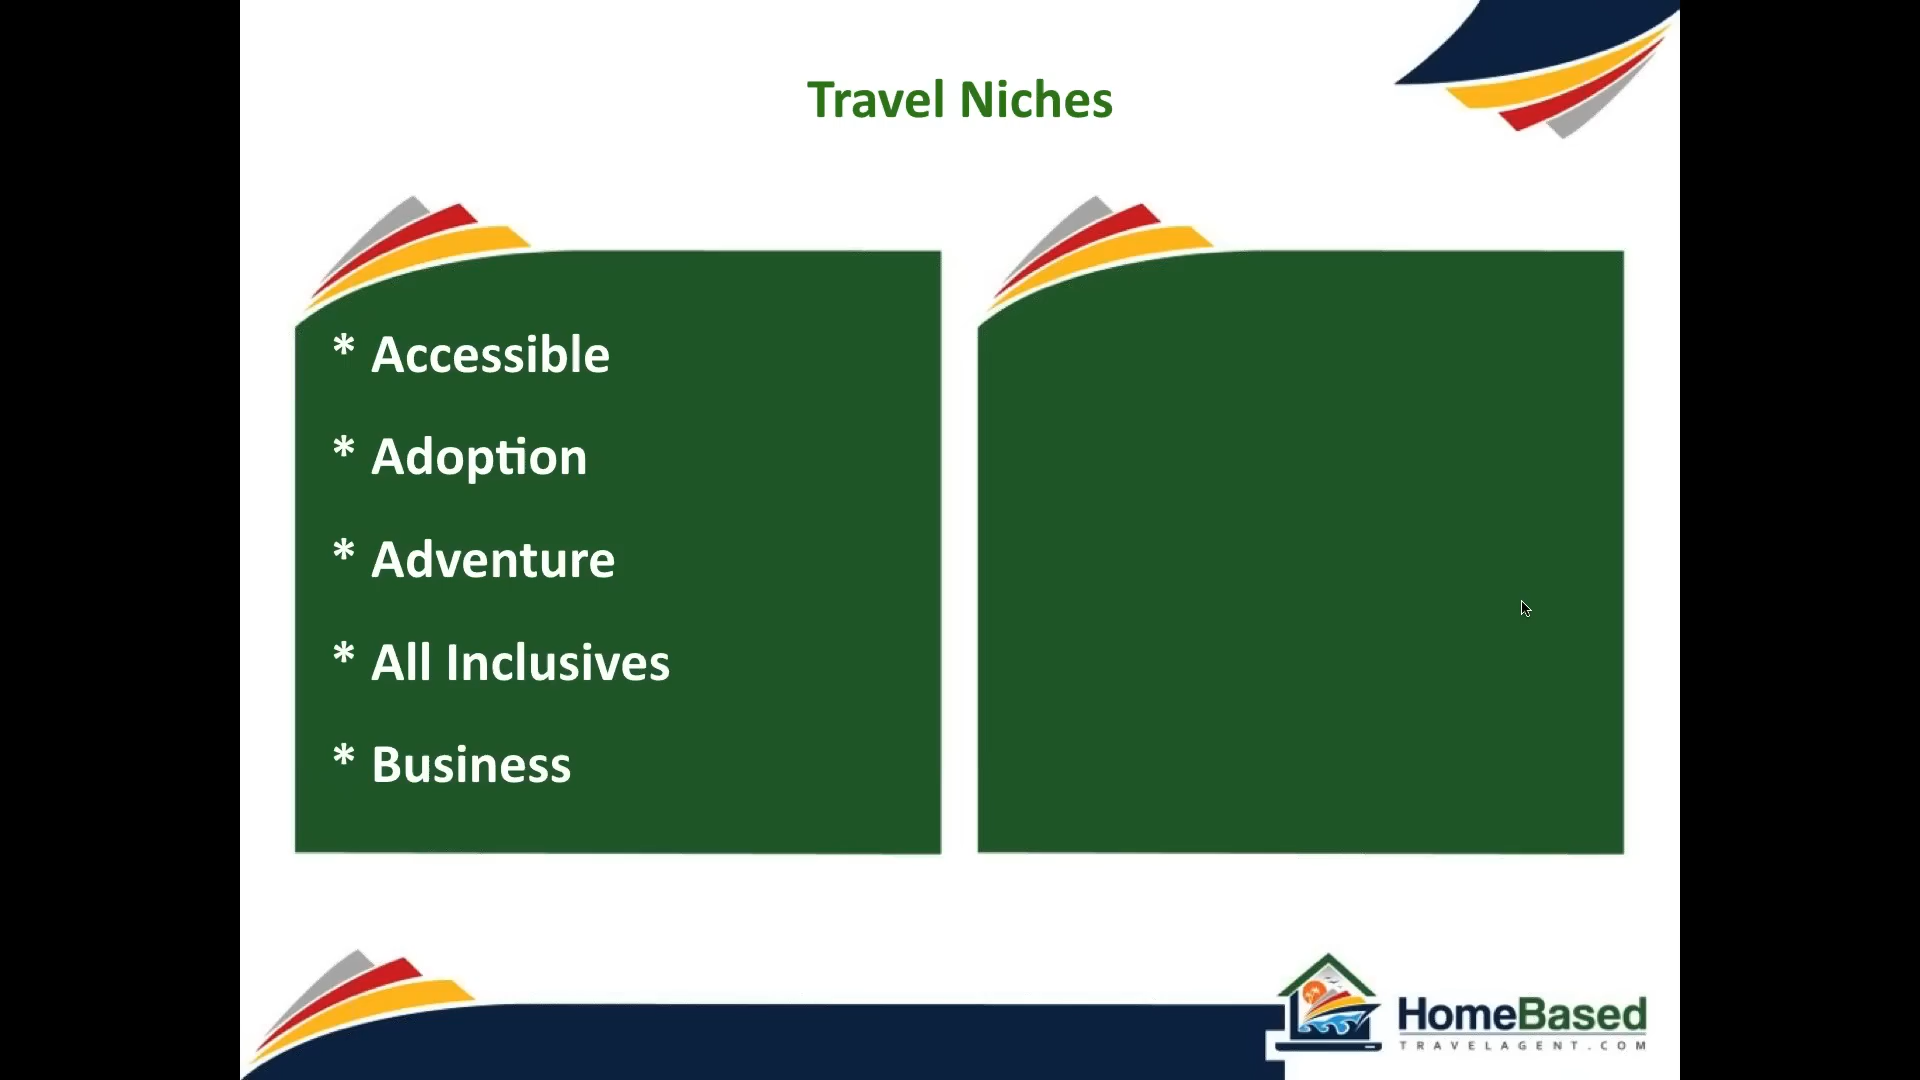 Travel Niches
* Accessible
* Adoption
* Adventure
* All Inclusives
* Business
HomeBased
TRAVELAGENT.COM